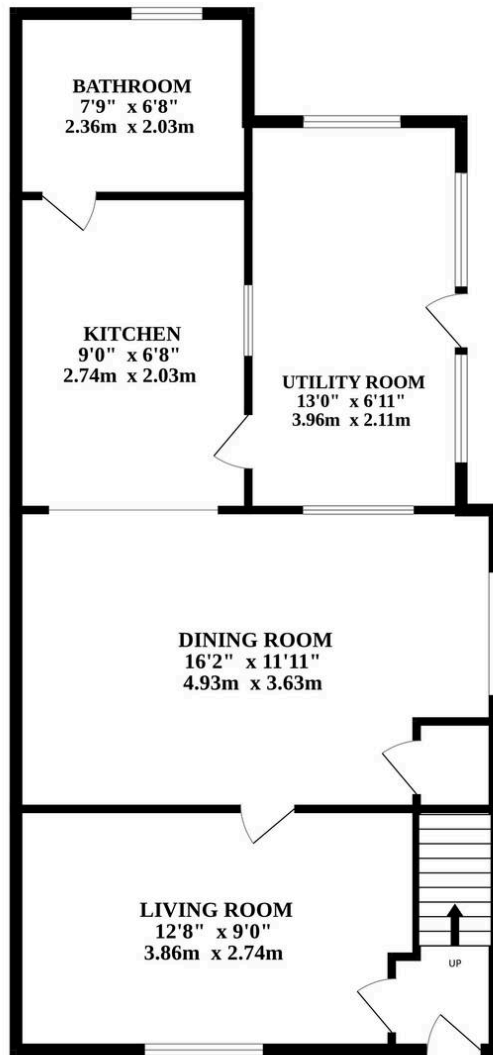 BATHROOM
7'9" x 6'8"
2.36m x 2.03m
KITCHEN
9'0" x 6'8"
2.74m x 2.03m
UTILITY ROOM
13'0" x 6'11"
3.96m x 2.11m
DINING ROOM
16'2" x 11'11"
4.93m x 3.63m
LIVING ROOM
12'8" x 9'0"
3.86m x 2.74m
UP